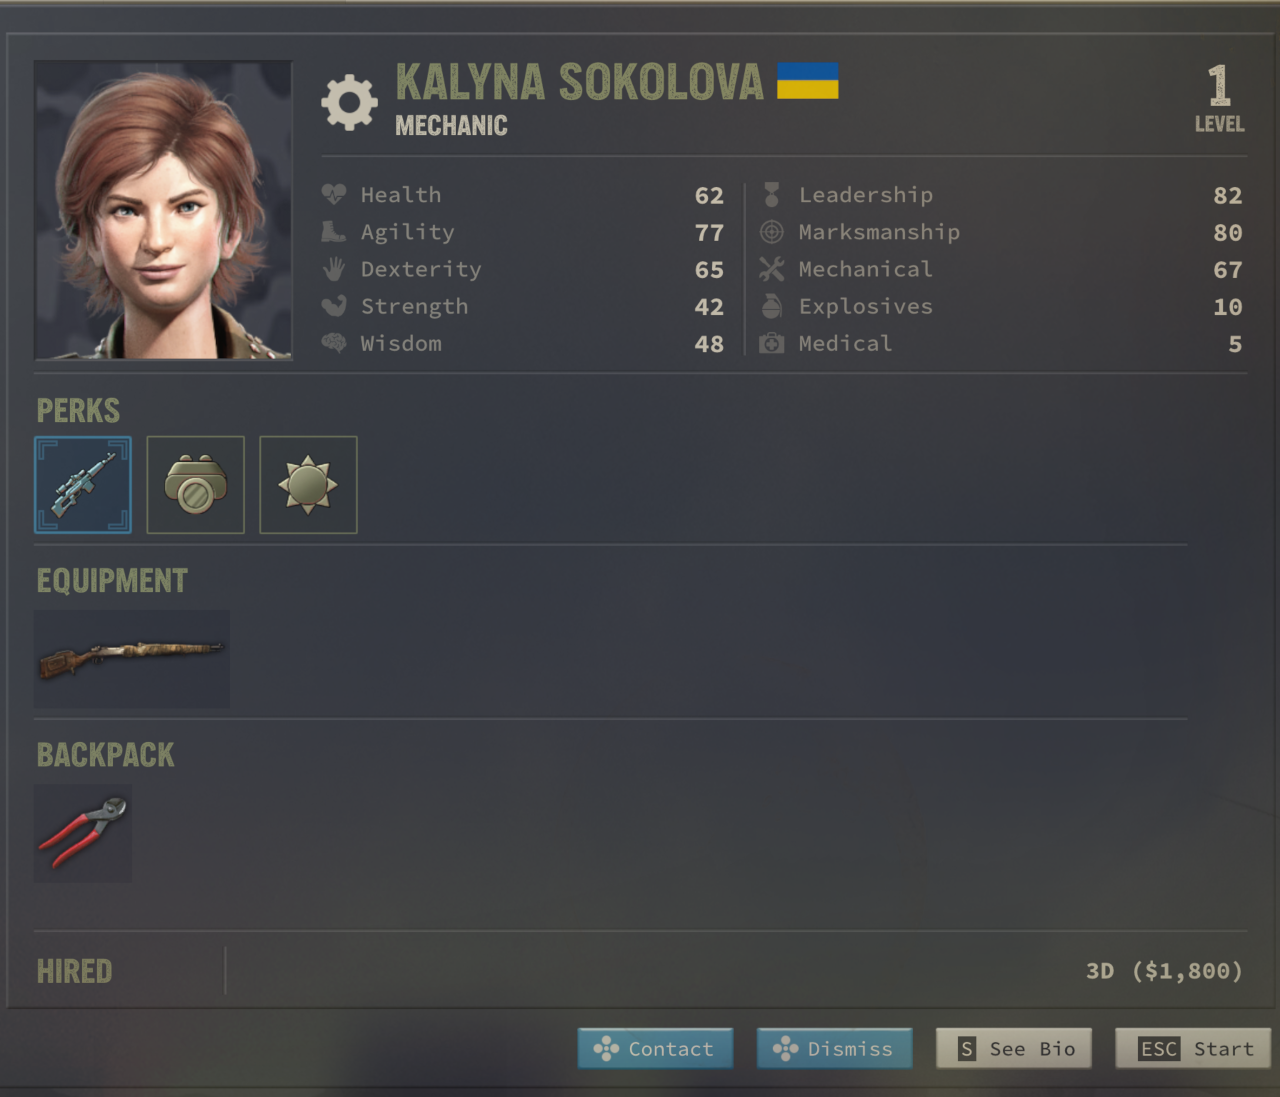 KALYNA SOKOLOVA
MECHANIC
1
LEVEL
Health 62
Agility 77
Dexterity 65
Strength 42
Wisdom 48
Leadership 82
Marksmanship 80
Mechanical 67
Explosives 10
Medical 5
PERKS
EQUIPMENT
BACKPACK
HIRED 3D ($1,800)
Contact Dismiss S See Bio ESC Start